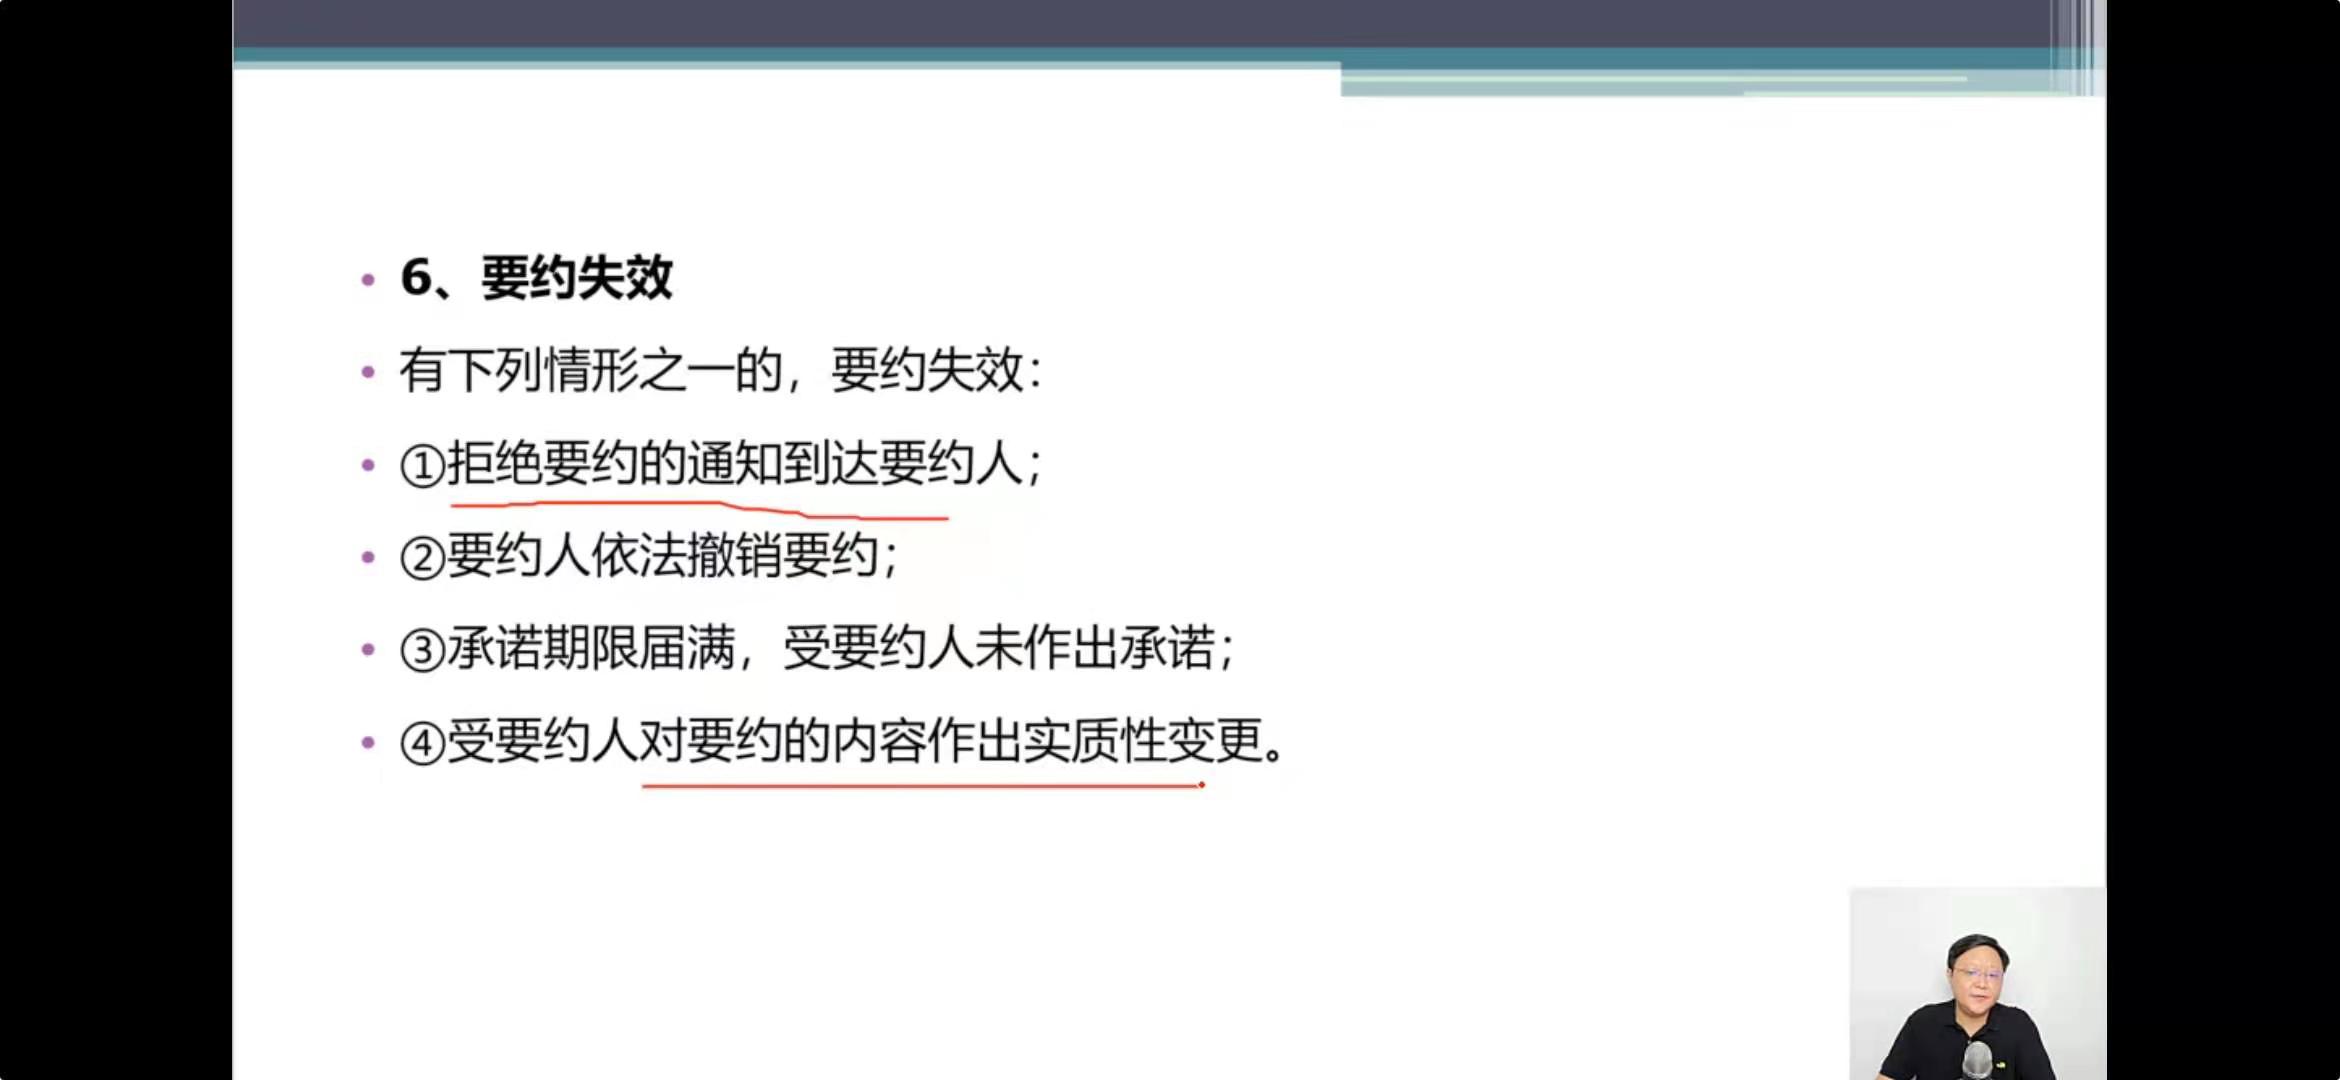 6、要约失效
有下列情形之一的，要约失效：
①拒绝要约的通知到达要约人；
②要约人依法撤销要约；
③承诺期限届满，受要约人未作出承诺；
④受要约人对要约的内容作出实质性变更。